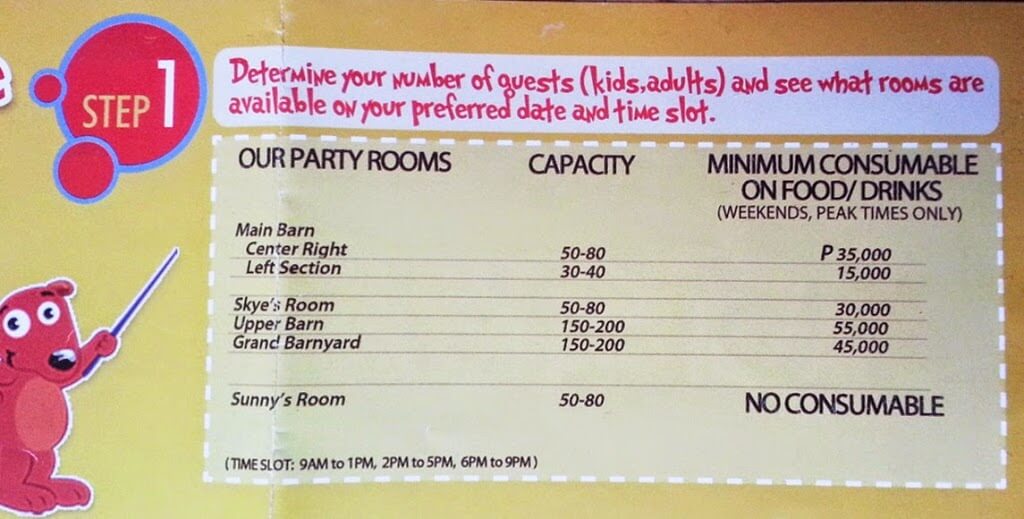 STEP 1
Determine your number of guests (kids,adults) and see what rooms are
available on your preferred date and time slot.
OUR PARTY ROOMS CAPACITY MINIMUM CONSUMABLE
ON FOOD/ DRINKS
(WEEKENDS, PEAK TIMES ONLY)
Main Barn
Center Right 50-80 P 35,000
Left Section 30-40 15,000
Skye's Room 50-80 30,000
Upper Barn 150-200 55,000
Grand Barnyard 150-200 45,000
Sunny's Room 50-80 NO CONSUMABLE
(TIME SLOT: 9AM to 1PM, 2PM to 5PM, 6PM to 9PM)